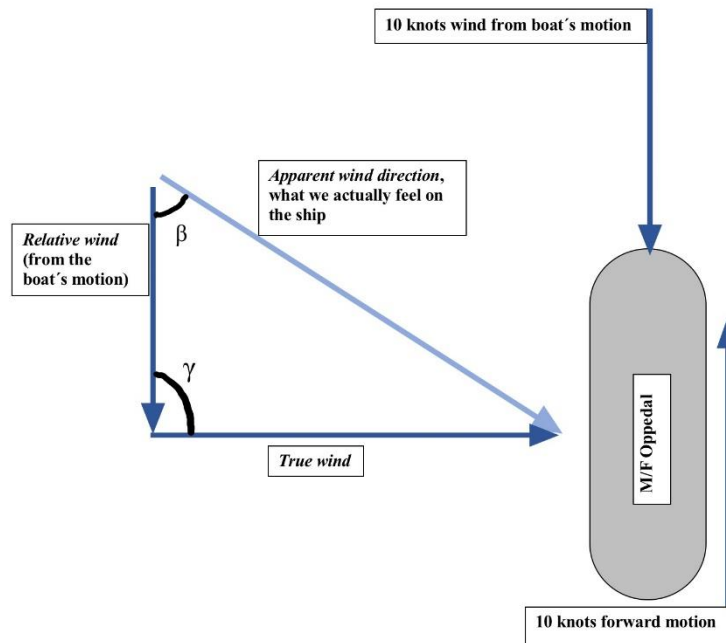 10 knots wind from boat´s motion
Apparent wind direction,
what we actually feel on
the ship
Relative wind
(from the
boat´s motion)
β
γ
True wind
M/F Oppedal
10 knots forward motion